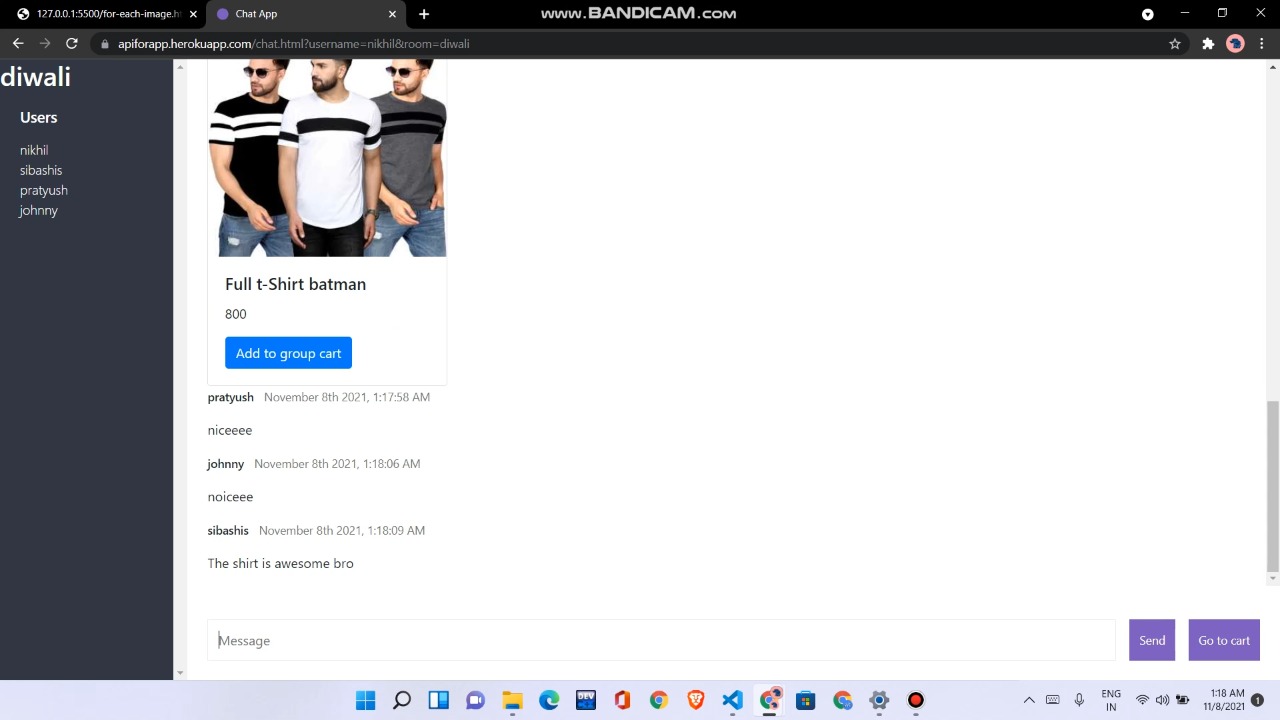 127.0.0.1:5500/for-each-image.ht
Chat App
www.BANDICAM.com
apiforapp.herokuapp.com/chat.html?username=nikhil&room=diwali
diwali
Users
nikhil
sibashis
pratyush
johnny
Full t-Shirt batman
800
Add to group cart
pratyush November 8th 2021, 1:17:58 AM
niceeee
johnny November 8th 2021, 1:18:06 AM
noiceee
sibashis November 8th 2021, 1:18:09 AM
The shirt is awesome bro
Message
Send
Go to cart
DEV
ENG
IN
1:18 AM
11/8/2021
1